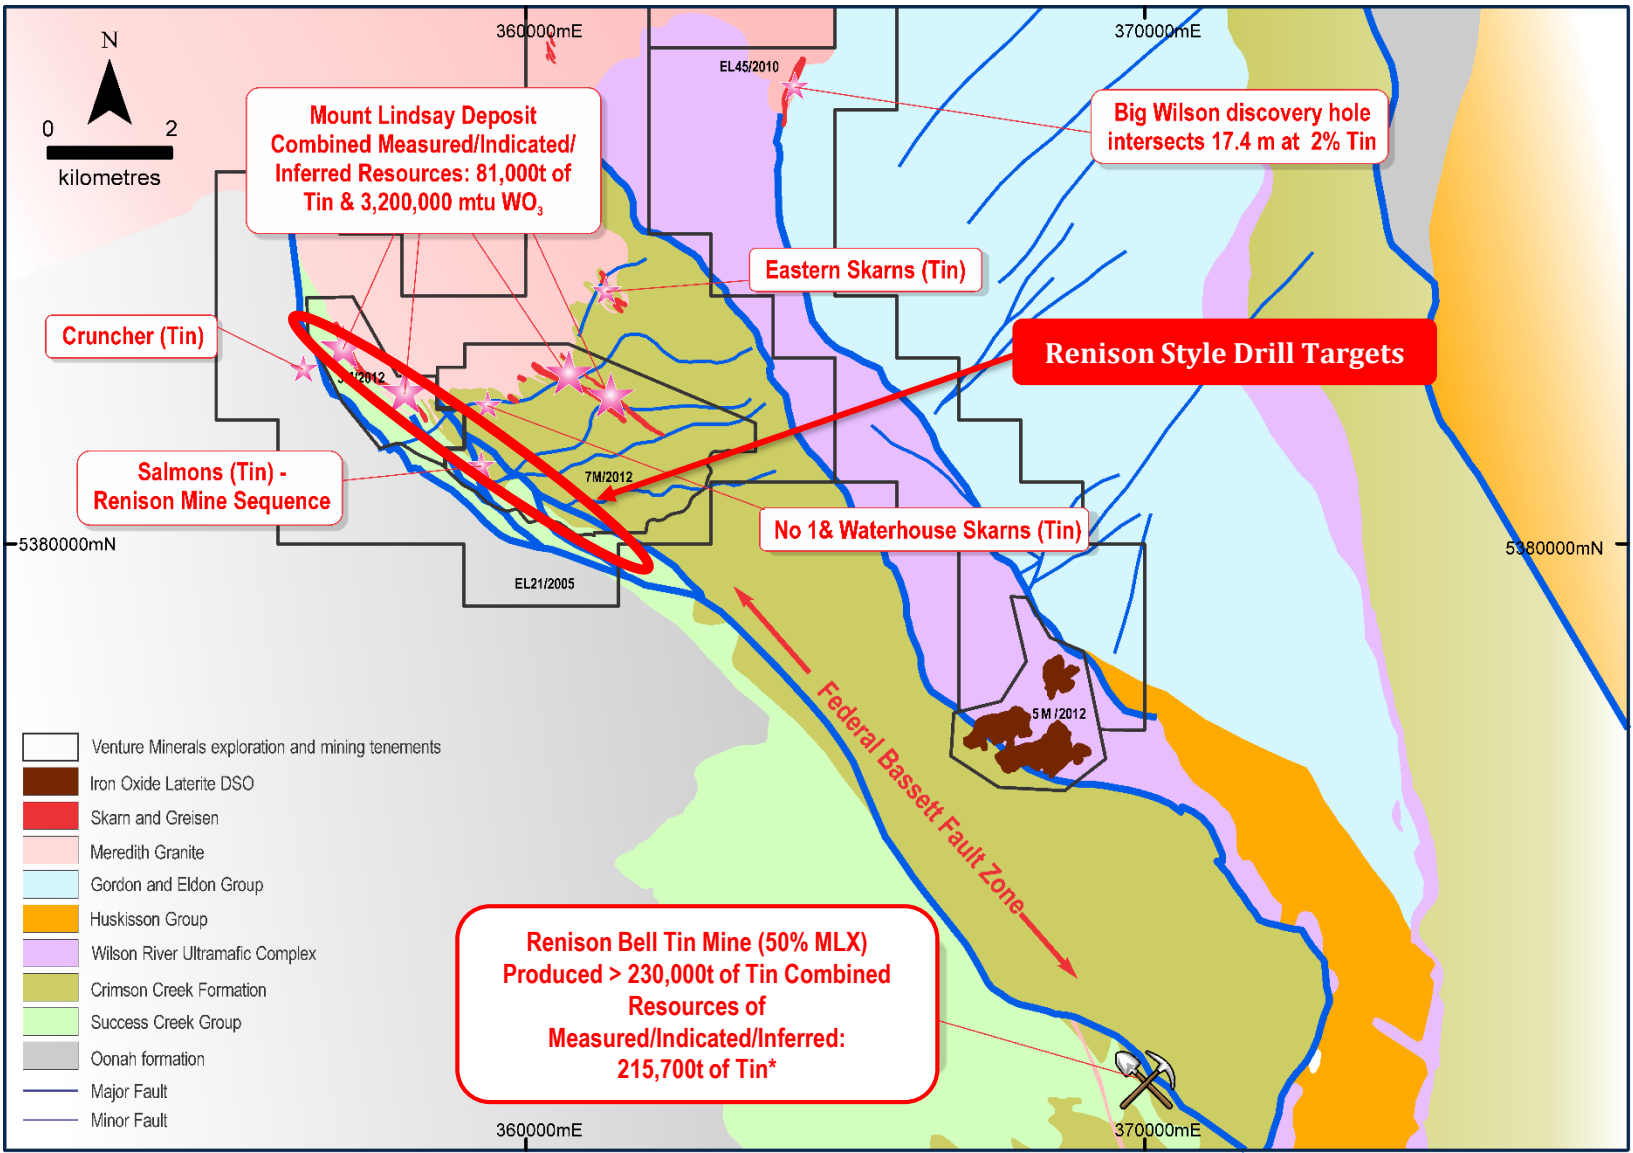 360000mE
370000mE
N
0 2
kilometres
EL45/2010
Mount Lindsay Deposit
Combined Measured/Indicated/
Inferred Resources: 81,000t of
Tin & 3,200,000 mtu WO₃
Big Wilson discovery hole
intersects 17.4 m at 2% Tin
Eastern Skarns (Tin)
Cruncher (Tin)
Renison Style Drill Targets
/2012
Salmons (Tin) -
Renison Mine Sequence
7M/2012
No 1& Waterhouse Skarns (Tin)
5380000mN
5380000mN
EL21/2005
5 M /2012
Federal Bassett Fault Zone
Venture Minerals exploration and mining tenements
Iron Oxide Laterite DSO
Skarn and Greisen
Meredith Granite
Gordon and Eldon Group
Huskisson Group
Wilson River Ultramafic Complex
Crimson Creek Formation
Success Creek Group
Oonah formation
Major Fault
Minor Fault
Renison Bell Tin Mine (50% MLX)
Produced > 230,000t of Tin Combined
Resources of
Measured/Indicated/Inferred:
215,700t of Tin*
360000mE
370000mE